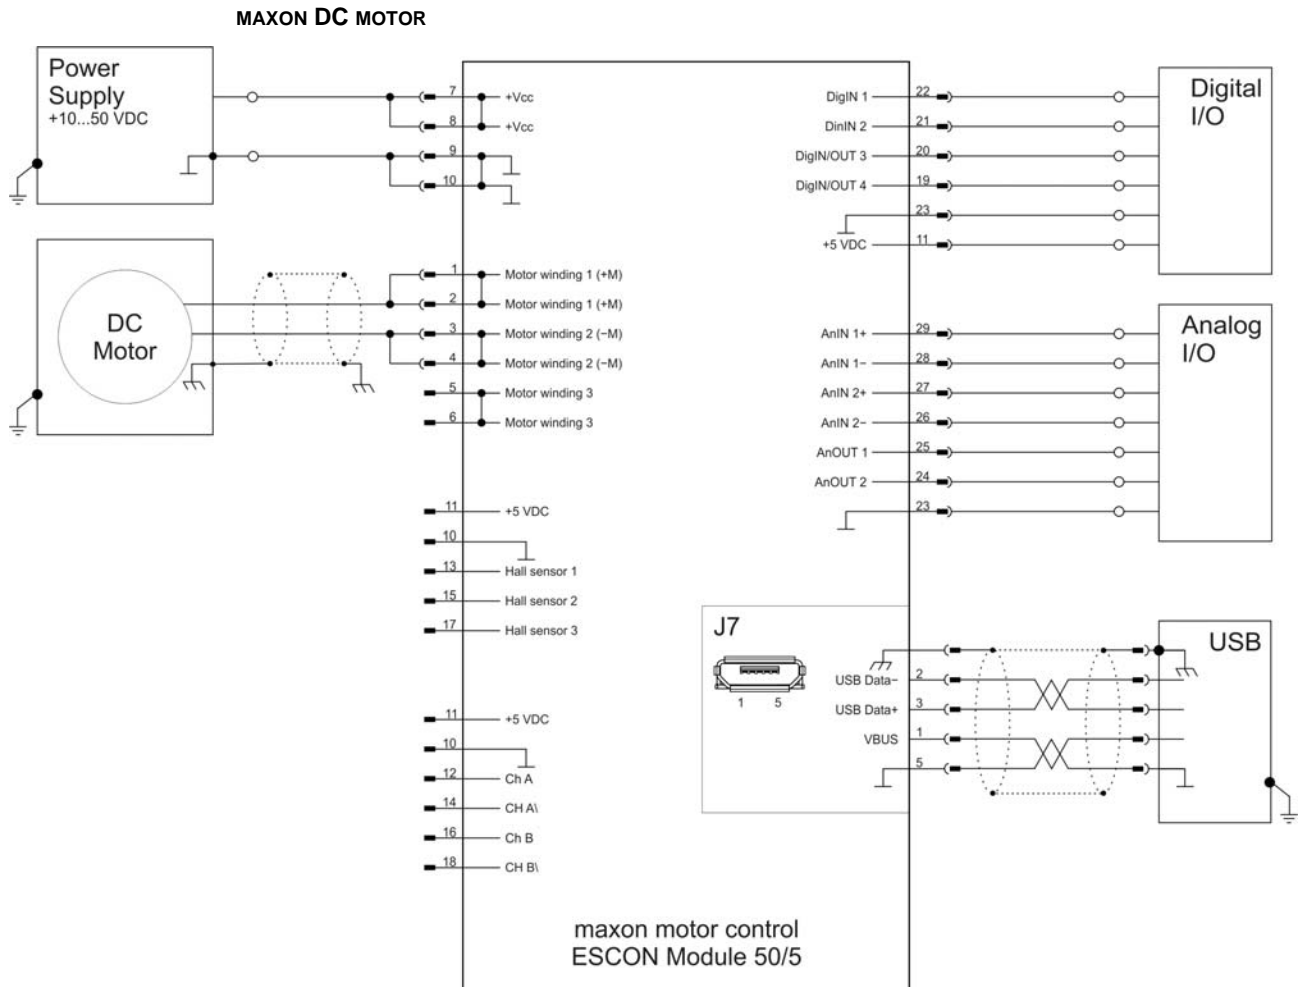 MAXON DC MOTOR
Power
Supply
+10...50 VDC
7 +Vcc
8 +Vcc
9
10
DC
Motor
1 Motor winding 1 (+M)
2 Motor winding 1 (+M)
3 Motor winding 2 (−M)
4 Motor winding 2 (−M)
5 Motor winding 3
6 Motor winding 3
11 +5 VDC
10
13 Hall sensor 1
15 Hall sensor 2
17 Hall sensor 3
11 +5 VDC
10
12 Ch A
14 CH A\
16 Ch B
18 CH B\
DigIN 1 22
DinIN 2 21
DigIN/OUT 3 20
DigIN/OUT 4 19
23
+5 VDC 11
Digital
I/O
AnIN 1+ 29
AnIN 1− 28
AnIN 2+ 27
AnIN 2− 26
AnOUT 1 25
AnOUT 2 24
23
Analog
I/O
J7
1 5
USB Data− 2
USB Data+ 3
VBUS 1
5
USB
maxon motor control
ESCON Module 50/5